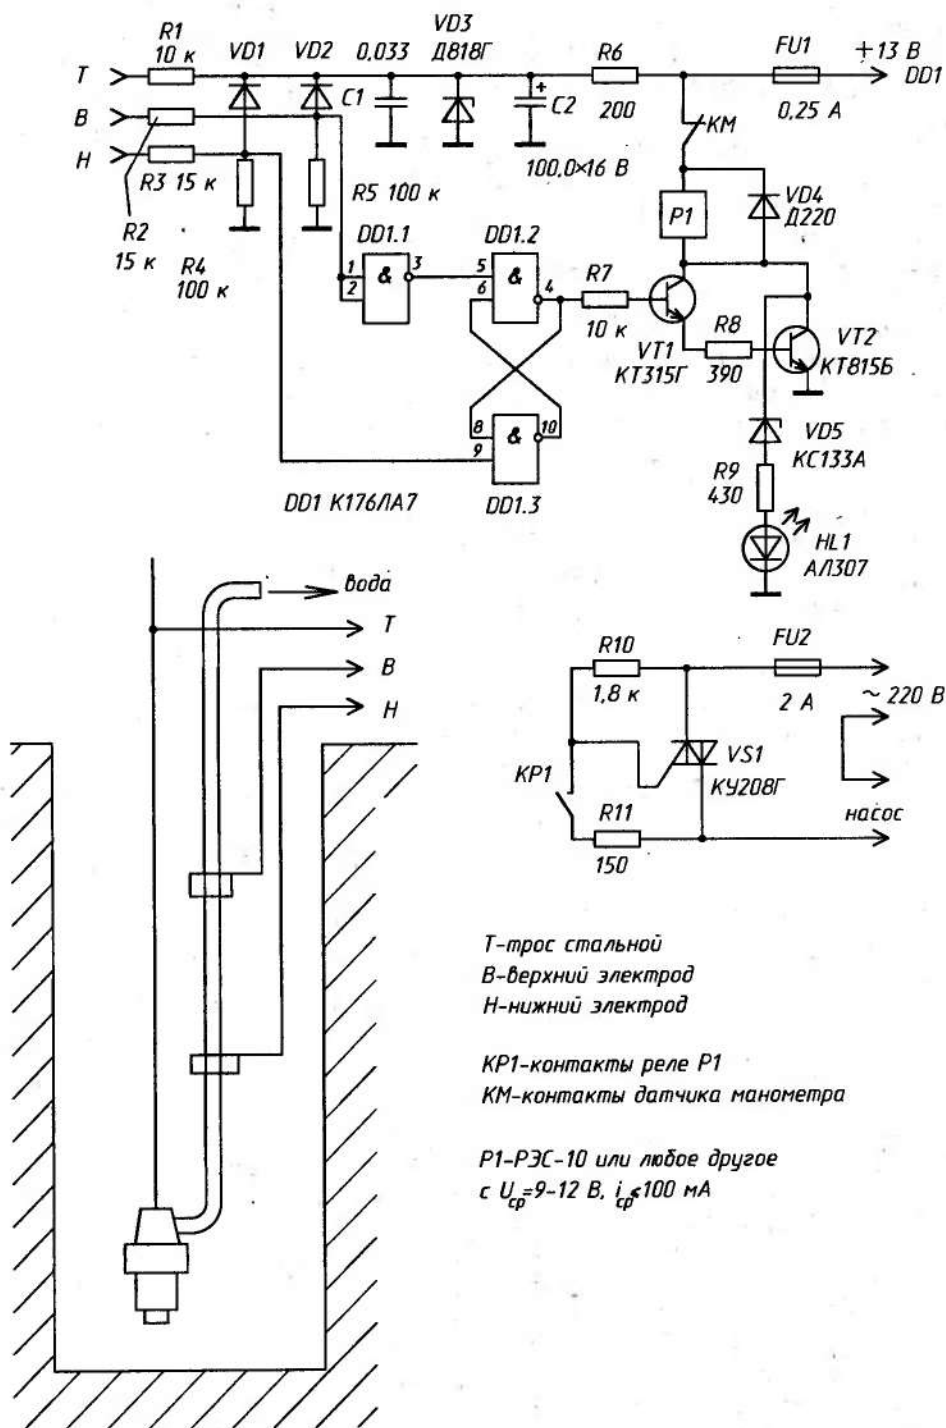 R1
10 к
VD1
VD2
0,033
VD3
Д818Г
R6
200
FU1
0,25 А
+13 В
DD1
Т
В
Н
C1
+
C2
100,0×16 В
КМ
R3 15 к
R2
15 к
R4
100 к
R5 100 к
P1
VD4
Д220
DD1.1
&
1
2
3
DD1.2
&
5
6
4
R7
10 к
VT1
КТ315Г
R8
390
VT2
КТ815Б
8
9
&
10
DD1.3
DD1 К176ЛА7
VD5
КС133А
R9
430
HL1
АЛ307
вода
Т
В
Н
R10
1,8 к
FU2
2 А
~ 220 В
VS1
КУ208Г
КР1
R11
150
насос
Т-трос стальной
В-верхний электрод
Н-нижний электрод
КР1-контакты реле Р1
КМ-контакты датчика манометра
Р1-РЭС-10 или любое другое
с Uср=9-12 В, iср≤100 мА